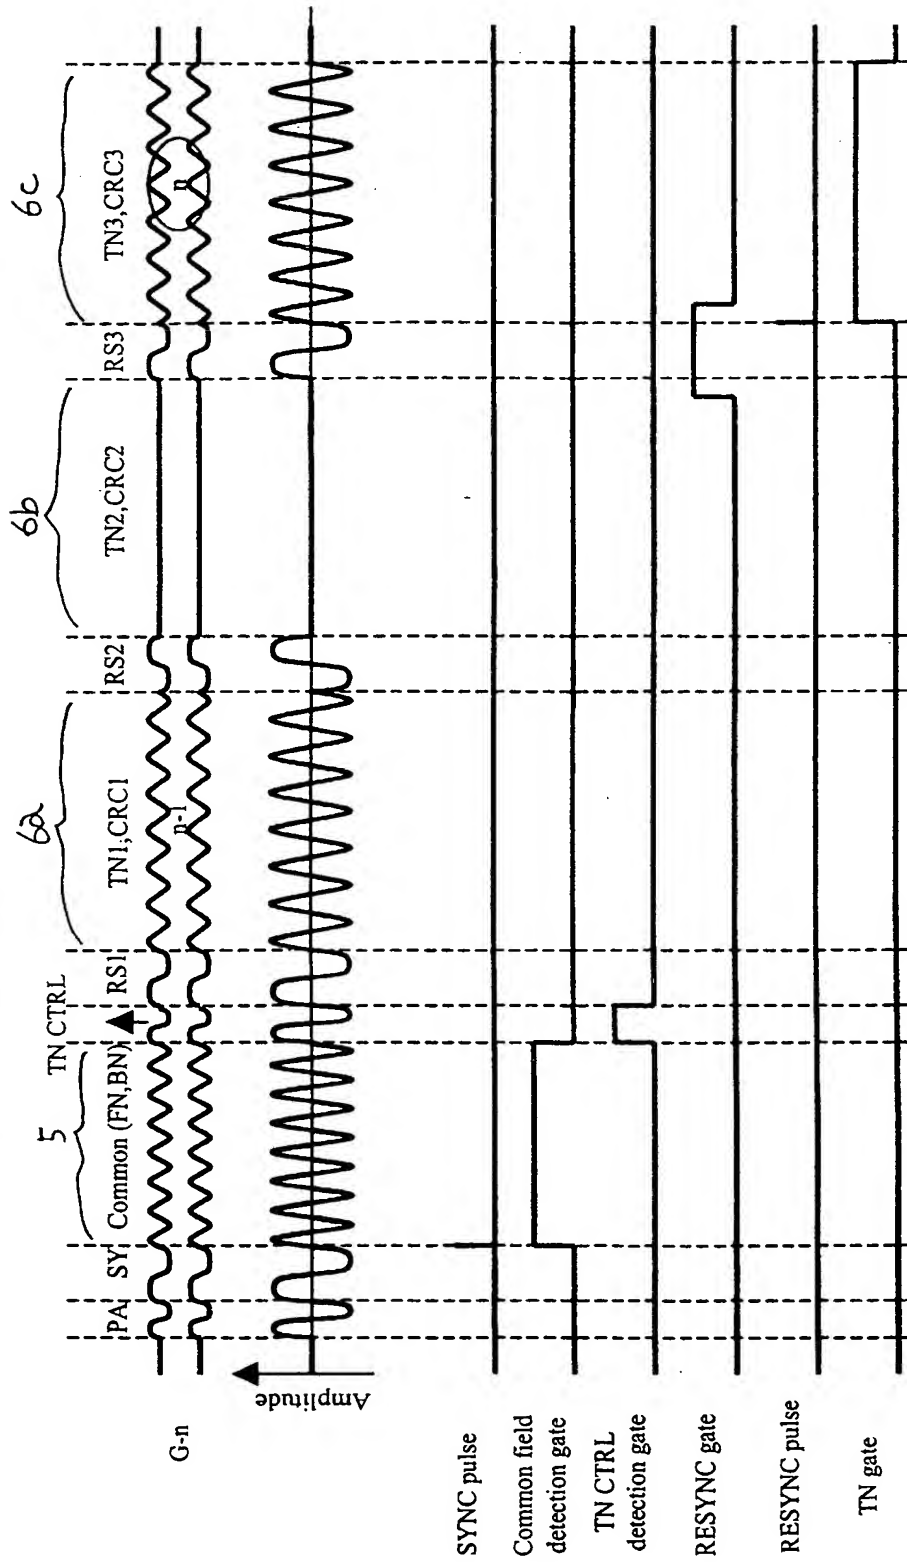 5
6a
6b
6c
PA
SY
Common (FN,BN)
TN CTRL
RS1
TN1,CRC1
RS2
TN2,CRC2
RS3
TN3,CRC3
G-n
n-1
n
Amplitude
SYNC pulse
Common field
detection gate
TN CTRL
detection gate
RESYNC gate
RESYNC pulse
TN gate